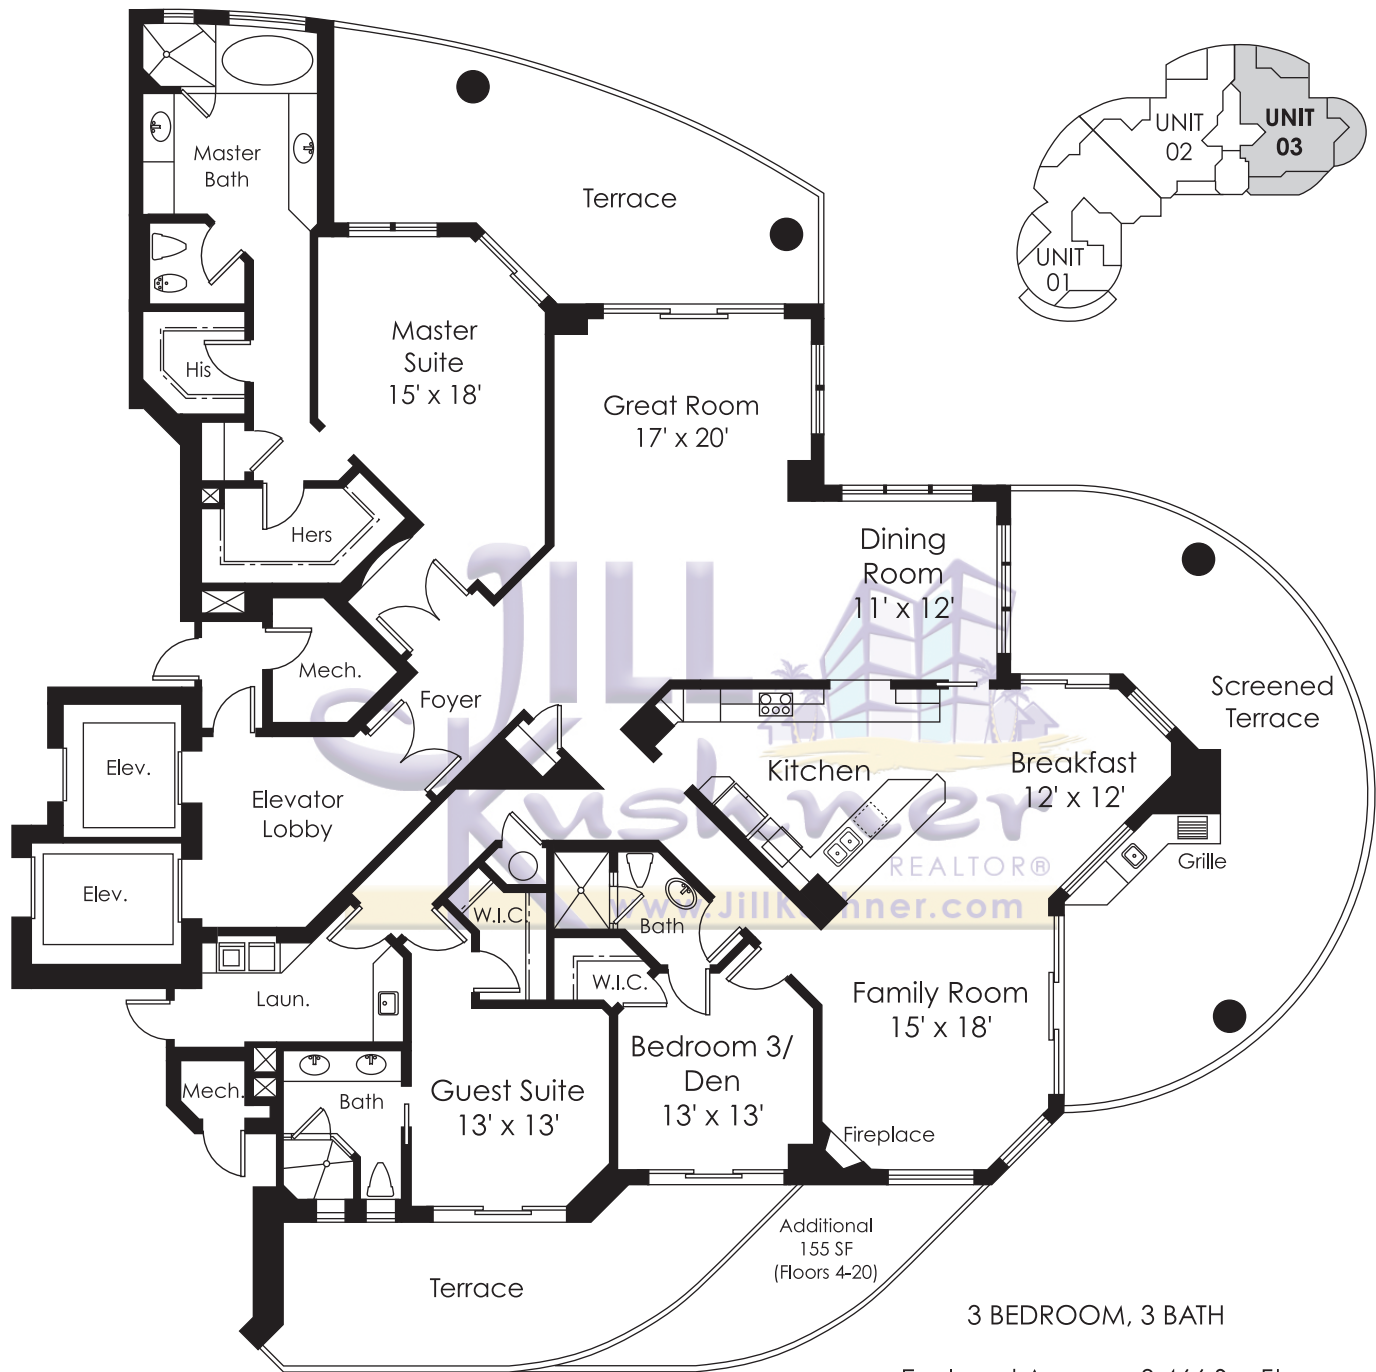 Master
Bath
Terrace
UNIT
02
UNIT
03
UNIT
01
Master
Suite
15' x 18'
His
Great Room
17' x 20'
Hers
Dining
Room
11' x 12'
JILL
Kushner
REALTOR®
www.JillKushner.com
Mech.
Foyer
Screened
Terrace
Elev.
Elevator
Lobby
Kitchen
Breakfast
12' x 12'
Grille
Elev.
W.I.C.
Bath
W.I.C.
Laun.
Family Room
15' x 18'
Bedroom 3/
Den
13' x 13'
Mech.
Bath
Guest Suite
13' x 13'
Fireplace
Additional
155 SF
(Floors 4-20)
Terrace
3 BEDROOM, 3 BATH